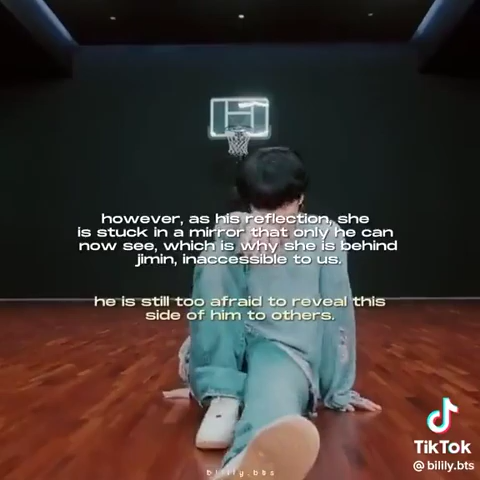 however, as his reflection, she
is stuck in a mirror that only he can
now see, which is why she is behind
jimin, inaccessible to us.
he is still too afraid to reveal this
side of him to others.
TikTok
@ bilily.bts
bilily.bts